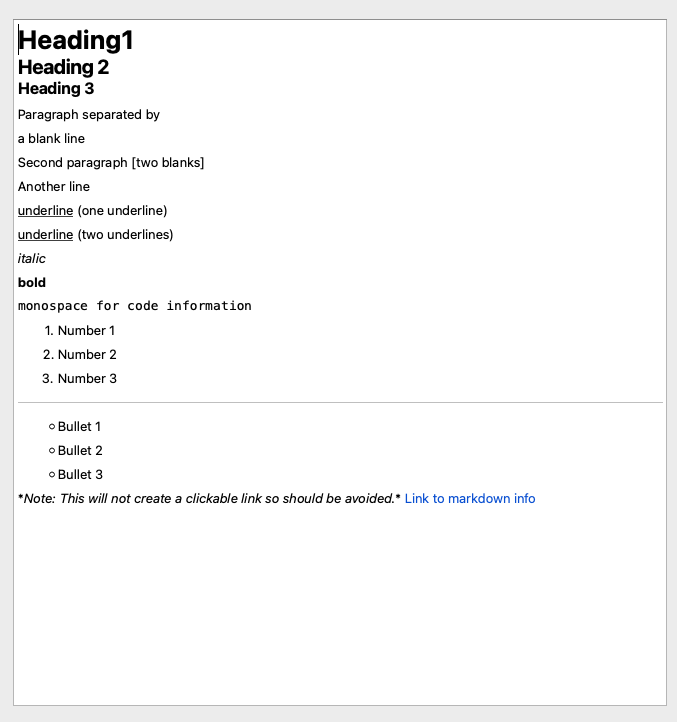 Heading1
Heading 2
Heading 3
Paragraph separated by
a blank line
Second paragraph [two blanks]
Another line
underline (one underline)
underline (two underlines)
italic
bold
monospace for code information
1. Number 1
2. Number 2
3. Number 3
Bullet 1
Bullet 2
Bullet 3
*Note: This will not create a clickable link so should be avoided.* Link to markdown info